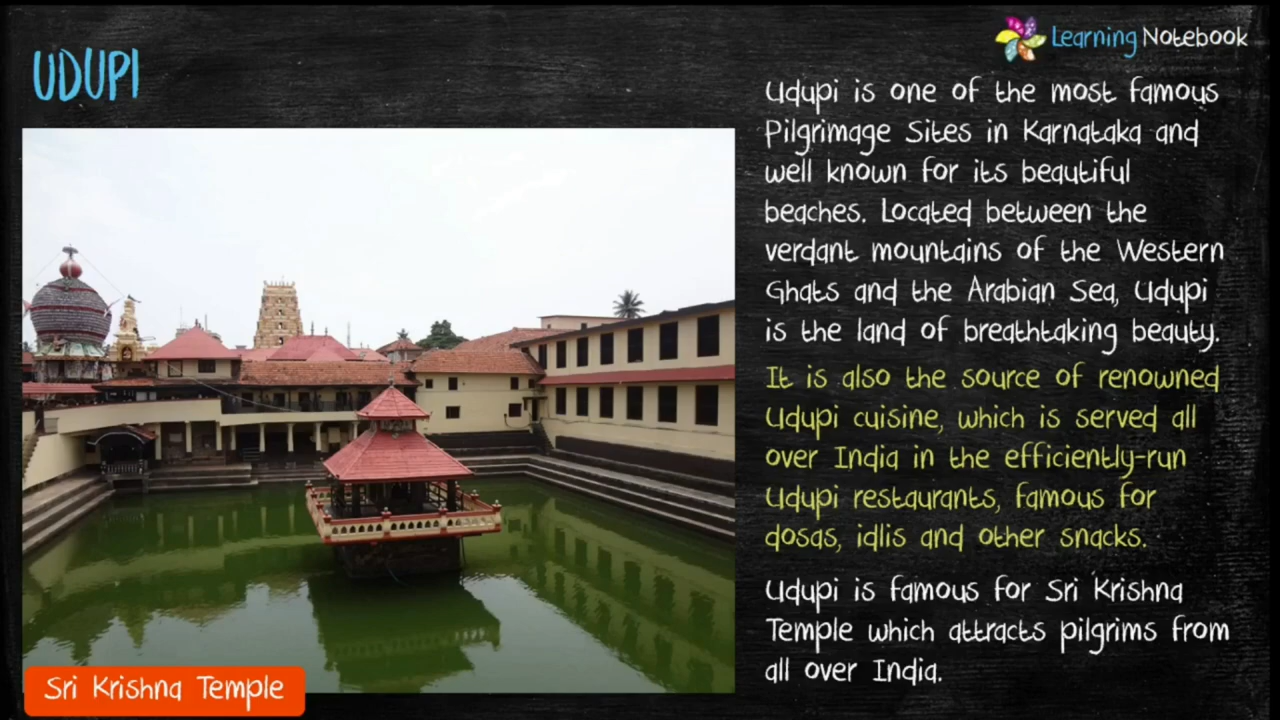 UDUPI
Learning Notebook
Udupi is one of the most famous
Pilgrimage Sites in Karnataka and
well known for its beautiful
beaches. Located between the
verdant mountains of the Western
Ghats and the Arabian Sea, Udupi
is the land of breathtaking beauty.
It is also the source of renowned
Udupi cuisine, which is served all
over India in the efficiently-run
Udupi restaurants, famous for
dosas, idlis and other snacks.
Udupi is famous for Sri Krishna
Temple which attracts pilgrims from
all over India.
Sri Krishna Temple